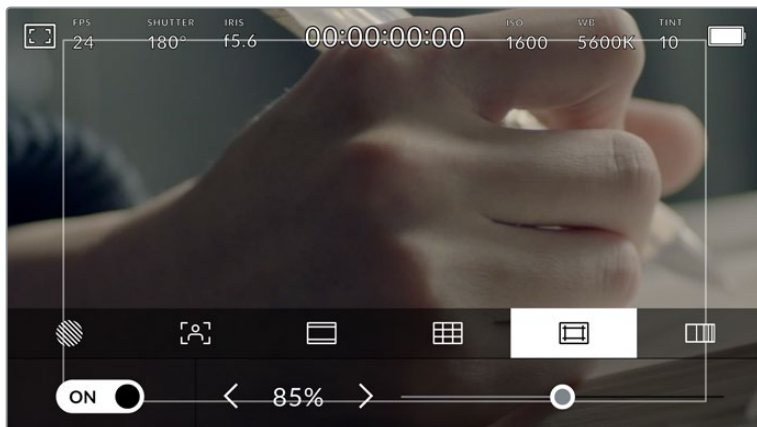 FPS SHUTTER IRIS ISO WB TINT
24 180° f5.6 00:00:00:00 1600 5600K 10
ON 85%